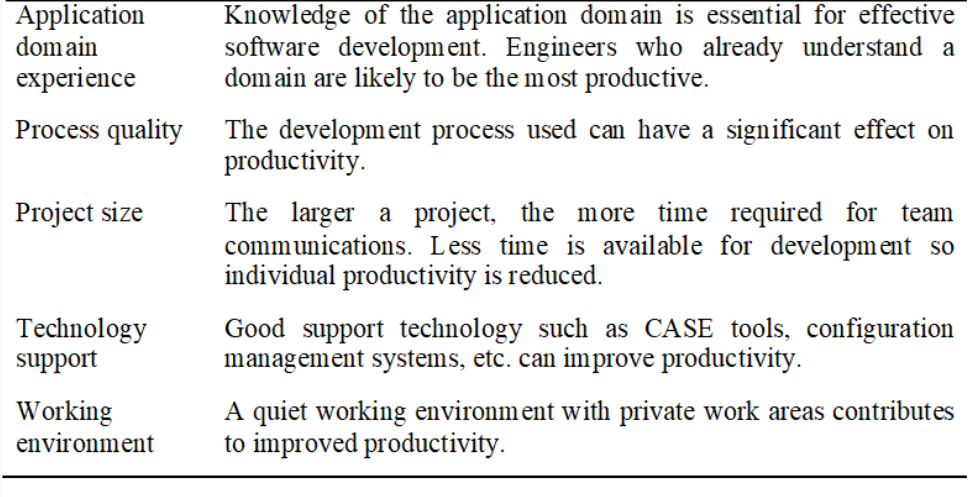 Application
domain
experience
Knowledge of the application domain is essential for effective
software development. Engineers who already understand a
domain are likely to be the most productive.
Process quality
The development process used can have a significant effect on
productivity.
Project size
The larger a project, the more time required for team
communications. Less time is available for development so
individual productivity is reduced.
Technology
support
Good support technology such as CASE tools, configuration
management systems, etc. can improve productivity.
Working
environment
A quiet working environment with private work areas contributes
to improved productivity.